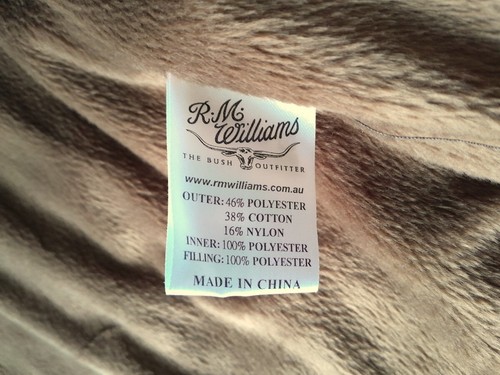 R.M.
Williams
THE BUSH OUTFITTER
www.rmwilliams.com.au
OUTER: 46% POLYESTER
38% COTTON
16% NYLON
INNER: 100% POLYESTER
FILLING: 100% POLYESTER
MADE IN CHINA